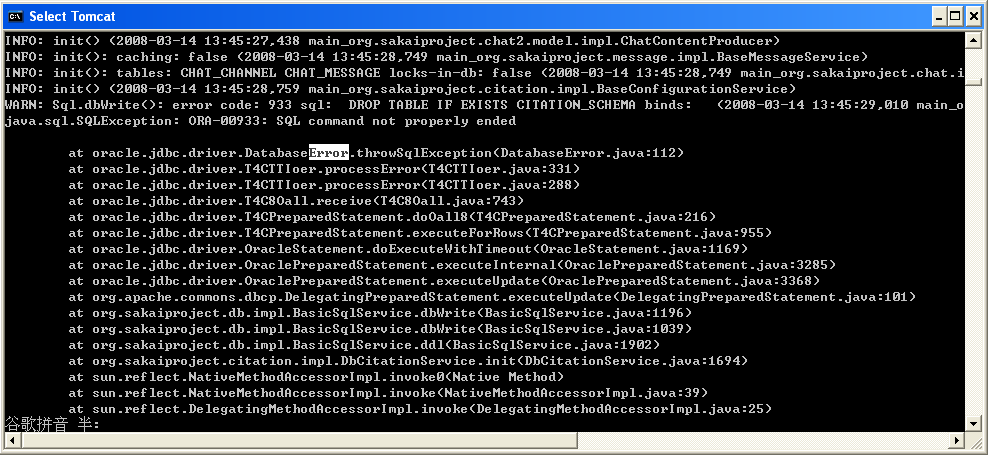 Select Tomcat
INFO: init() (2008-03-14 13:45:27,438 main_org.sakaiproject.chat2.model.impl.ChatContentProducer)
INFO: init(): caching: false (2008-03-14 13:45:28,749 main_org.sakaiproject.message.impl.BaseMessageService)
INFO: init(): tables: CHAT_CHANNEL CHAT_MESSAGE locks-in-db: false (2008-03-14 13:45:28,749 main_org.sakaiproject.chat.i
INFO: init() (2008-03-14 13:45:28,759 main_org.sakaiproject.citation.impl.BaseConfigurationService)
WARN: Sql.dbWrite(): error code: 933 sql:  DROP TABLE IF EXISTS CITATION_SCHEMA binds:   (2008-03-14 13:45:29,010 main_o
java.sql.SQLException: ORA-00933: SQL command not properly ended
at oracle.jdbc.driver.DatabaseError.throwSqlException(DatabaseError.java:112)
at oracle.jdbc.driver.T4CTTIoer.processError(T4CTTIoer.java:331)
at oracle.jdbc.driver.T4CTTIoer.processError(T4CTTIoer.java:288)
at oracle.jdbc.driver.T4C8Oall.receive(T4C8Oall.java:743)
at oracle.jdbc.driver.T4CPreparedStatement.doOall8(T4CPreparedStatement.java:216)
at oracle.jdbc.driver.T4CPreparedStatement.executeForRows(T4CPreparedStatement.java:955)
at oracle.jdbc.driver.OracleStatement.doExecuteWithTimeout(OracleStatement.java:1169)
at oracle.jdbc.driver.OraclePreparedStatement.executeInternal(OraclePreparedStatement.java:3285)
at oracle.jdbc.driver.OraclePreparedStatement.executeUpdate(OraclePreparedStatement.java:3368)
at org.apache.commons.dbcp.DelegatingPreparedStatement.executeUpdate(DelegatingPreparedStatement.java:101)
at org.sakaiproject.db.impl.BasicSqlService.dbWrite(BasicSqlService.java:1196)
at org.sakaiproject.db.impl.BasicSqlService.dbWrite(BasicSqlService.java:1039)
at org.sakaiproject.db.impl.BasicSqlService.ddl(BasicSqlService.java:1902)
at org.sakaiproject.citation.impl.DbCitationService.init(DbCitationService.java:1694)
at sun.reflect.NativeMethodAccessorImpl.invoke0(Native Method)
at sun.reflect.NativeMethodAccessorImpl.invoke(NativeMethodAccessorImpl.java:39)
at sun.reflect.DelegatingMethodAccessorImpl.invoke(DelegatingMethodAccessorImpl.java:25)
谷歌拼音 半: